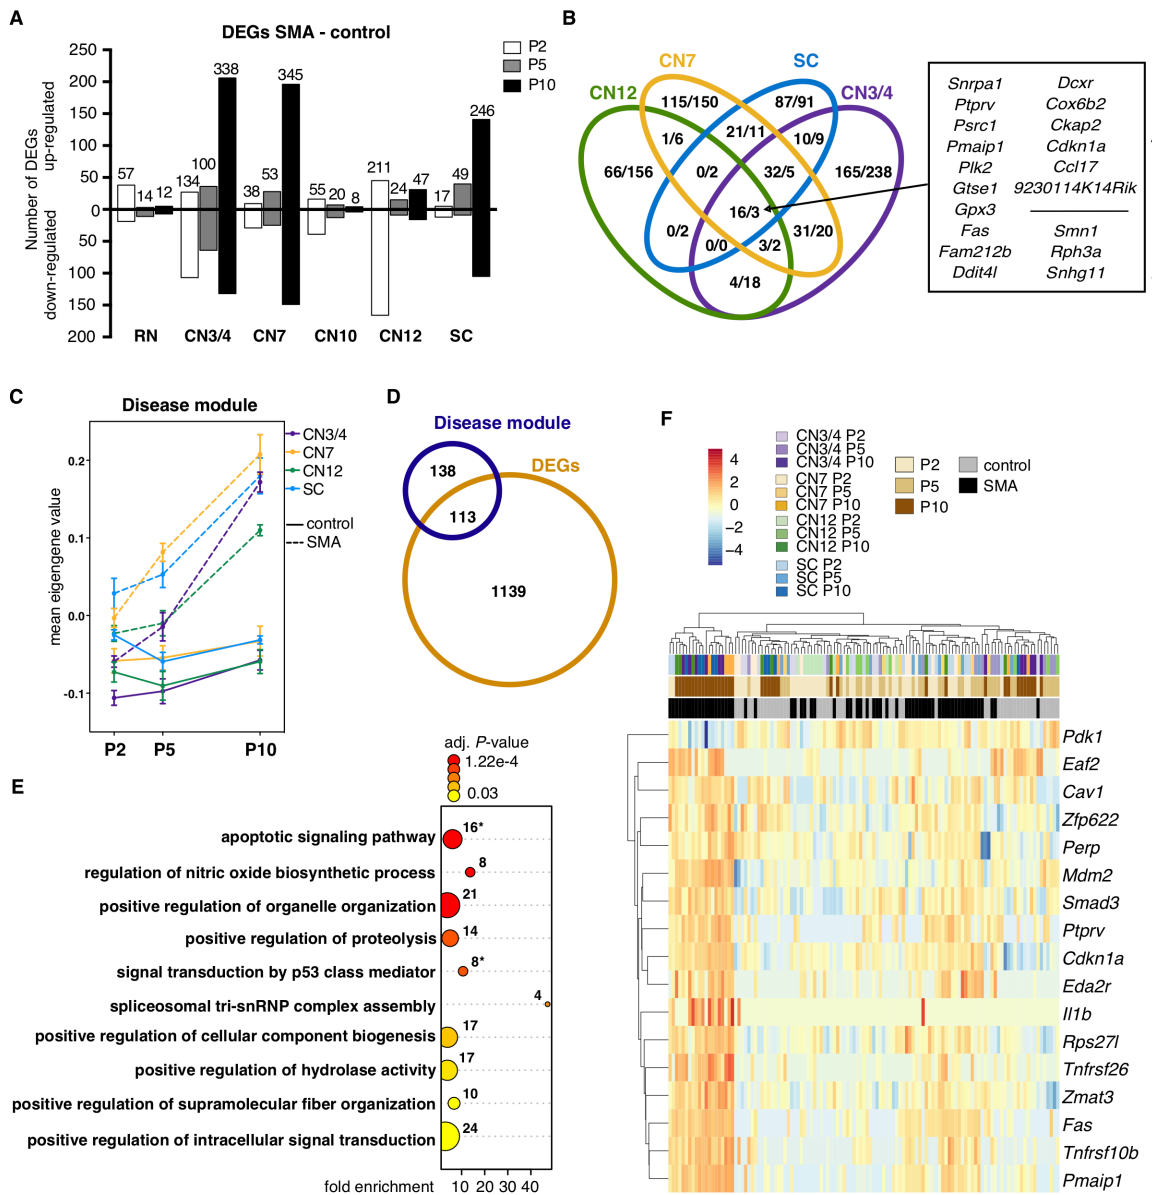 A
DEGs SMA - control
P2
P5
P10
Number of DEGs
up-regulated
down-regulated
250
200
150
100
50
0
50
100
150
200
57
14
12
134
100
338
38
53
345
55
20
8
211
24
47
17
49
246
RN
CN3/4
CN7
CN10
CN12
SC
B
CN12
CN7
SC
CN3/4
115/150
87/91
1/6
21/11
10/9
66/156
0/2
32/5
165/238
16/3
0/2
0/0
3/2
31/20
4/18
Snrpa1
Ptprv
Psrc1
Pmaip1
Plk2
Gtse1
Gpx3
Fas
Fam212b
Ddit4l
Dcxr
Cox6b2
Ckap2
Cdkn1a
Ccl17
9230114K14Rik
Smn1
Rph3a
Snhg11
C
Disease module
mean eigengene value
0.2
0.1
0.0
-0.1
P2
P5
P10
CN3/4
CN7
CN12
SC
control
SMA
D
Disease module
DEGs
138
113
1139
E
adj. P-value
1.22e-4
0.03
apoptotic signaling pathway
16*
regulation of nitric oxide biosynthetic process
8
positive regulation of organelle organization
21
positive regulation of proteolysis
14
signal transduction by p53 class mediator
8*
spliceosomal tri-snRNP complex assembly
4
positive regulation of cellular component biogenesis
17
positive regulation of hydrolase activity
17
positive regulation of supramolecular fiber organization
10
positive regulation of intracellular signal transduction
24
fold enrichment
10 20 30 40
F
4
2
0
−2
−4
CN3/4 P2
CN3/4 P5
CN3/4 P10
CN7 P2
CN7 P5
CN7 P10
CN12 P2
CN12 P5
CN12 P10
SC P2
SC P5
SC P10
P2
P5
P10
control
SMA
Pdk1
Eaf2
Cav1
Zfp622
Perp
Mdm2
Smad3
Ptprv
Cdkn1a
Eda2r
Il1b
Rps27l
Tnfrsf26
Zmat3
Fas
Tnfrsf10b
Pmaip1